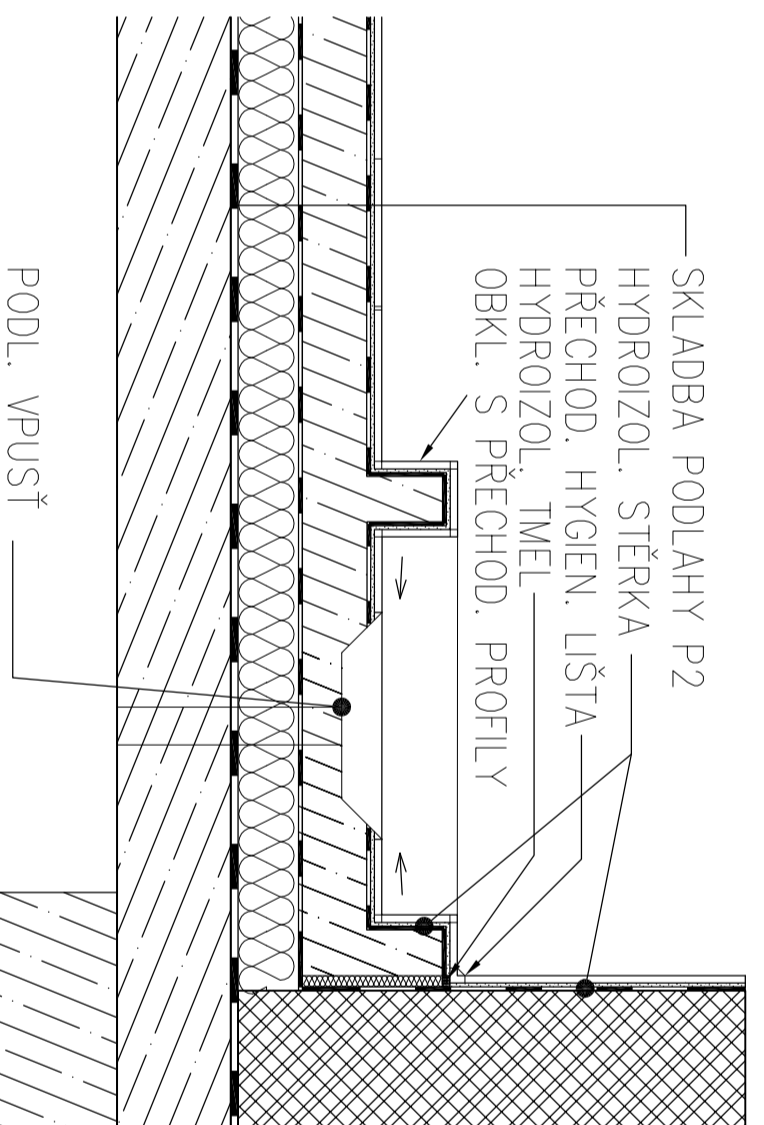 SKLADBA PODLAHY P2
HYDROIZOL. STĚRKA
PŘECHOD. HYGIEN. LIŠTA
HYDROIZOL. TMEL
OBKL. S PŘECHOD. PROFILY
PODL. VPUSŤ